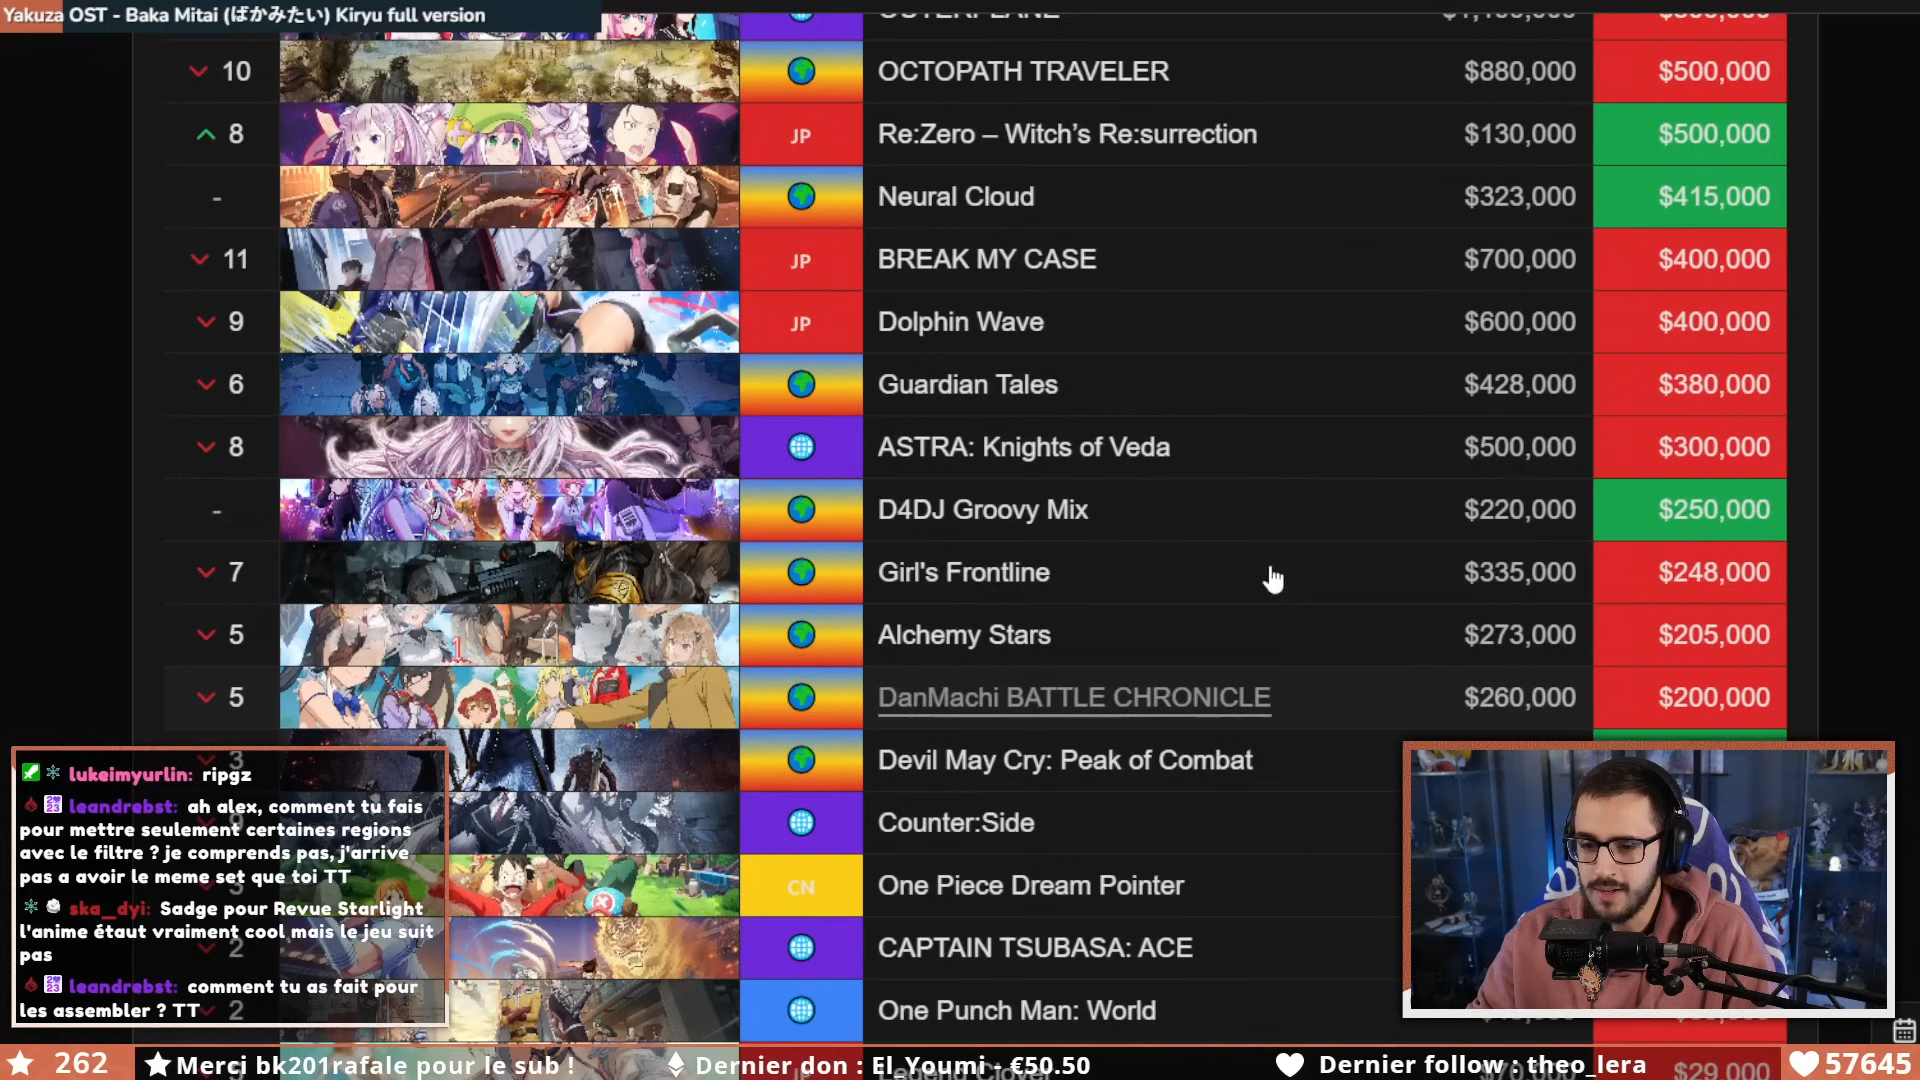 Yakuza OST - Baka Mitai (ばかみたい) Kiryu full version
OUTERPLANE
10 OCTOPATH TRAVELER $880,000 $500,000
8 JP Re:Zero – Witch's Re:surrection $130,000 $500,000
- Neural Cloud $323,000 $415,000
11 JP BREAK MY CASE $700,000 $400,000
9 JP Dolphin Wave $600,000 $400,000
6 Guardian Tales $428,000 $380,000
8 ASTRA: Knights of Veda $500,000 $300,000
- D4DJ Groovy Mix $220,000 $250,000
7 Girl's Frontline $335,000 $248,000
5 Alchemy Stars $273,000 $205,000
5 DanMachi BATTLE CHRONICLE $260,000 $200,000
3 Devil May Cry: Peak of Combat
9 Counter:Side
3 CN One Piece Dream Pointer
2 CAPTAIN TSUBASA: ACE
2 One Punch Man: World
$29,000
lukeimyurlin: ripgz
leandrebst: ah alex, comment tu fais
pour mettre seulement certaines regions
avec le filtre ? je comprends pas, j'arrive
pas a avoir le meme set que toi TT
ska_dyi: Sadge pour Revue Starlight
l'anime étaut vraiment cool mais le jeu suit
pas
leandrebst: comment tu as fait pour
les assembler ? TT
262 Merci bk201rafale pour le sub ! Dernier don : El_Youmi - €50.50 Dernier follow : theo_lera 57645